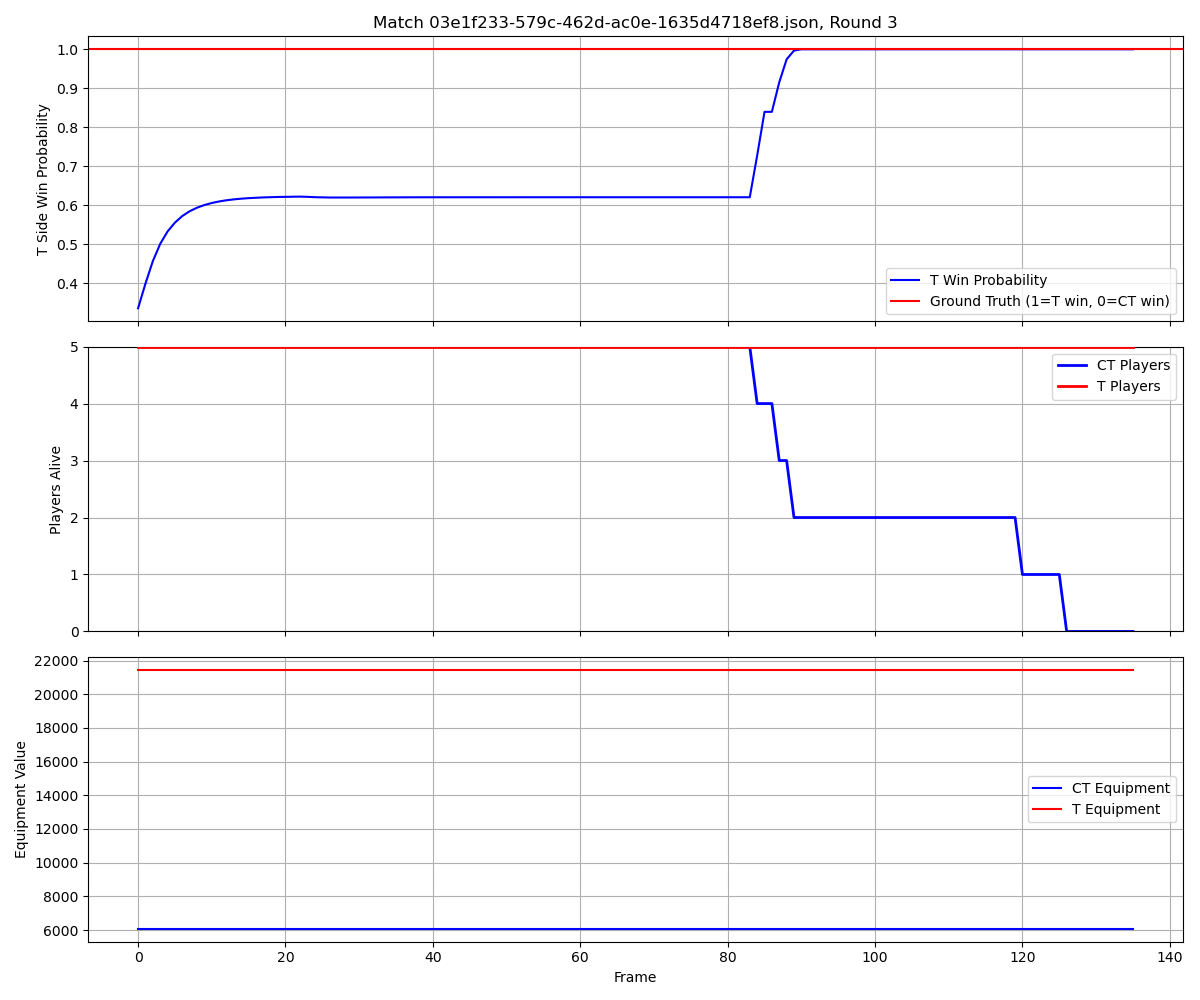 Match 03e1f233-579c-462d-ac0e-1635d4718ef8.json, Round 3
T Side Win Probability
1.0
0.9
0.8
0.7
0.6
0.5
0.4
T Win Probability
Ground Truth (1=T win, 0=CT win)
Players Alive
5
4
3
2
1
0
CT Players
T Players
Equipment Value
22000
20000
18000
16000
14000
12000
10000
8000
6000
CT Equipment
T Equipment
0 20 40 60 80 100 120 140
Frame